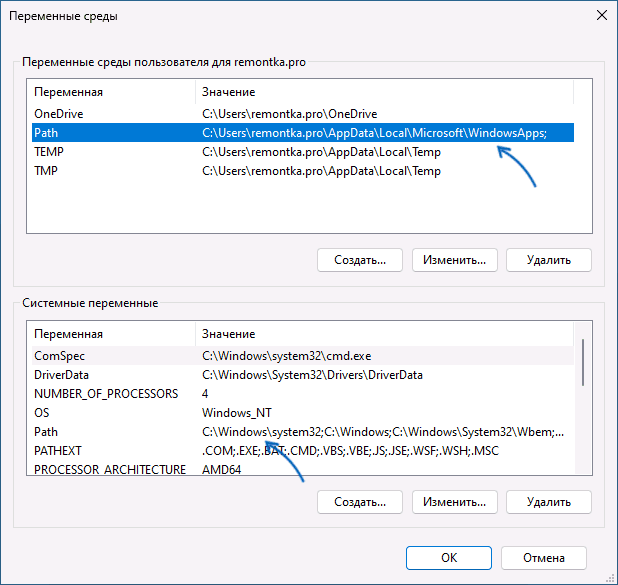 Переменные среды
Переменные среды пользователя для remontka.pro
Переменная Значение
OneDrive C:\Users\remontka.pro\OneDrive
Path C:\Users\remontka.pro\AppData\Local\Microsoft\WindowsApps;
TEMP C:\Users\remontka.pro\AppData\Local\Temp
TMP C:\Users\remontka.pro\AppData\Local\Temp
Создать... Изменить... Удалить
Системные переменные
Переменная Значение
ComSpec C:\Windows\system32\cmd.exe
DriverData C:\Windows\System32\Drivers\DriverData
NUMBER_OF_PROCESSORS 4
OS Windows_NT
Path C:\Windows\system32;C:\Windows;C:\Windows\System32\Wbem;...
PATHEXT .COM;.EXE;.BAT;.CMD;.VBS;.VBE;.JS;.JSE;.WSF;.WSH;.MSC
PROCESSOR_ARCHITECTURE AMD64
Создать... Изменить... Удалить
ОК Отмена